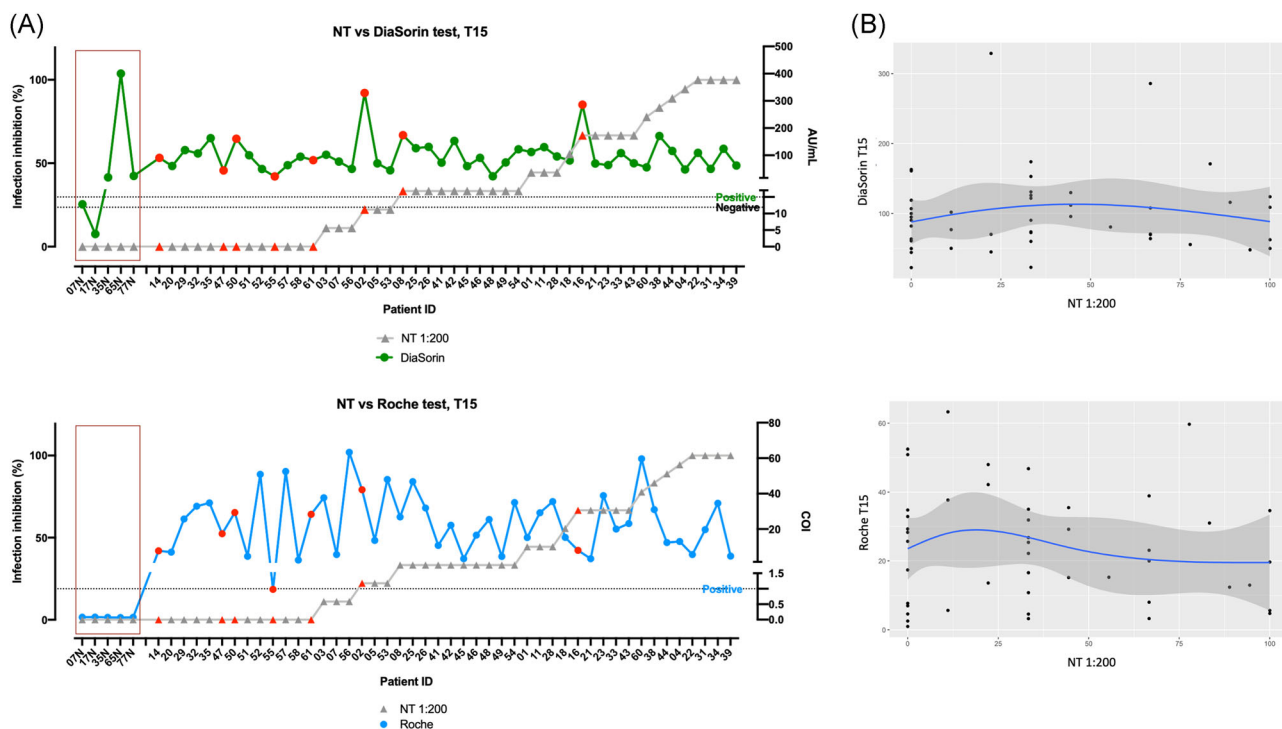 (A)
NT vs DiaSorin test, T15
Infection inhibition (%)
100
50
0
500
400
300
200
100
10
5
0
AU/mL
Positive
Negative
07N 17N 35N 65N 77N 14 20 29 32 35 47 50 51 52 55 57 58 61 03 07 56 02 05 53 08 25 26 41 42 45 46 48 49 54 01 11 28 18 16 21 23 33 43 60 38 44 04 22 31 34 39
Patient ID
NT 1:200
DiaSorin
(B)
DiaSorin T15
300
200
100
0 25 50 75 100
NT 1:200
NT vs Roche test, T15
Infection inhibition (%)
100
50
0
80
60
40
20
1.5
0.5
0.0
COI
Positive
07N 17N 35N 65N 77N 14 20 29 32 35 47 50 51 52 55 57 58 61 03 07 56 02 05 53 08 25 26 41 42 45 46 48 49 54 01 11 28 18 16 21 23 33 43 60 38 44 04 22 31 34 39
Patient ID
NT 1:200
Roche
Roche T15
60
40
20
0
0 25 50 75 100
NT 1:200